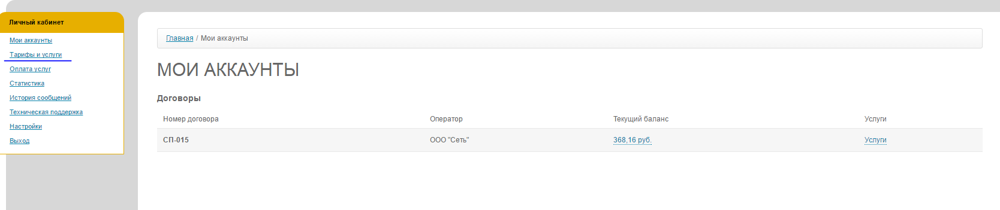 Личный кабинет
Мои аккаунты
Тарифы и услуги
Оплата услуг
Статистика
История сообщений
Техническая поддержка
Настройки
Выход
Главная / Мои аккаунты
МОИ АККАУНТЫ
Договоры
Номер договора Оператор Текущий баланс Услуги
СП-015 ООО "Сеть" 368,16 руб. Услуги